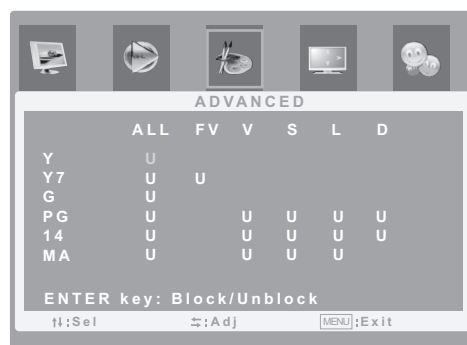 ADVANCED
ALL FV V S L D
Y U
Y7 U U
G U
PG U U U U U
14 U U U U U
MA U U U U
ENTER key: Block/Unblock
↑↓:Sel ⇆:Adj MENU:Exit